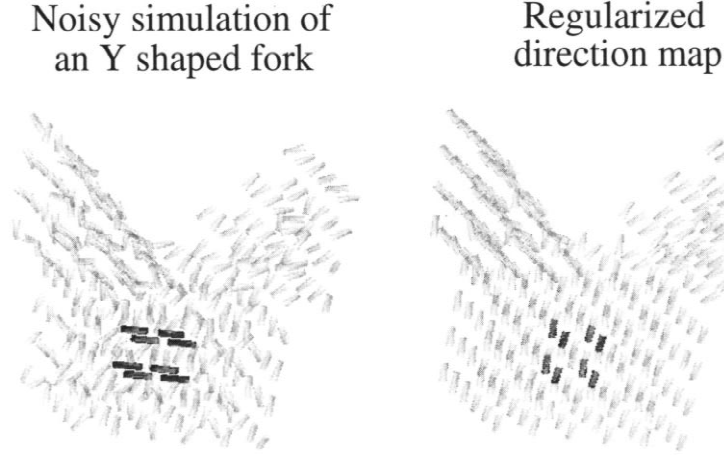 Noisy simulation of
an Y shaped fork
Regularized
direction map